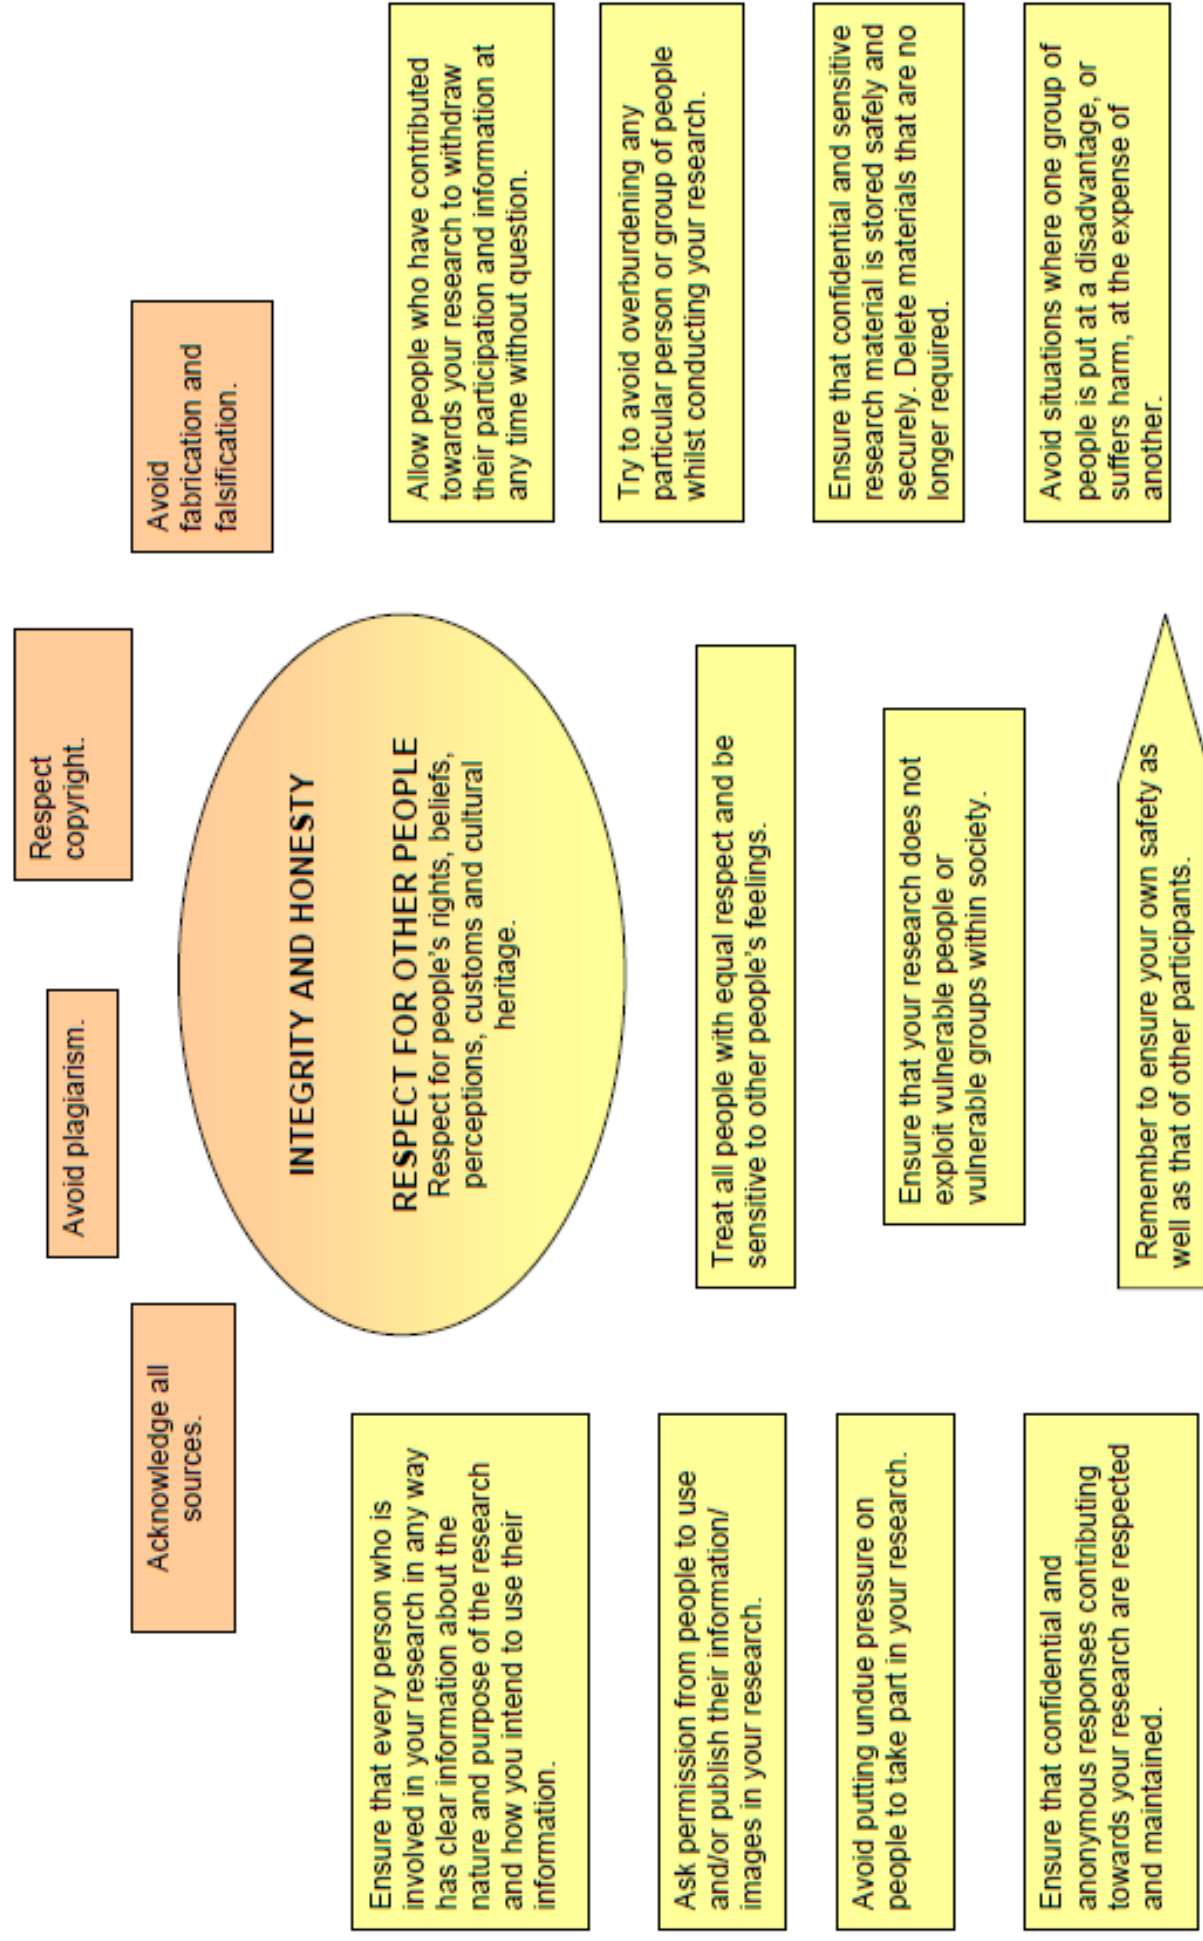 Acknowledge all
sources.
Avoid plagiarism.
Respect
copyright.
Avoid
fabrication and
falsification.
INTEGRITY AND HONESTY
RESPECT FOR OTHER PEOPLE
Respect for people's rights, beliefs,
perceptions, customs and cultural
heritage.
Ensure that every person who is
involved in your research in any way
has clear information about the
nature and purpose of the research
and how you intend to use their
information.
Ask permission from people to use
and/or publish their information/
images in your research.
Avoid putting undue pressure on
people to take part in your research.
Ensure that confidential and
anonymous responses contributing
towards your research are respected
and maintained.
Treat all people with equal respect and be
sensitive to other people's feelings.
Ensure that your research does not
exploit vulnerable people or
vulnerable groups within society.
Remember to ensure your own safety as
well as that of other participants.
Allow people who have contributed
towards your research to withdraw
their participation and information at
any time without question.
Try to avoid overburdening any
particular person or group of people
whilst conducting your research.
Ensure that confidential and sensitive
research material is stored safely and
securely. Delete materials that are no
longer required.
Avoid situations where one group of
people is put at a disadvantage, or
suffers harm, at the expense of
another.